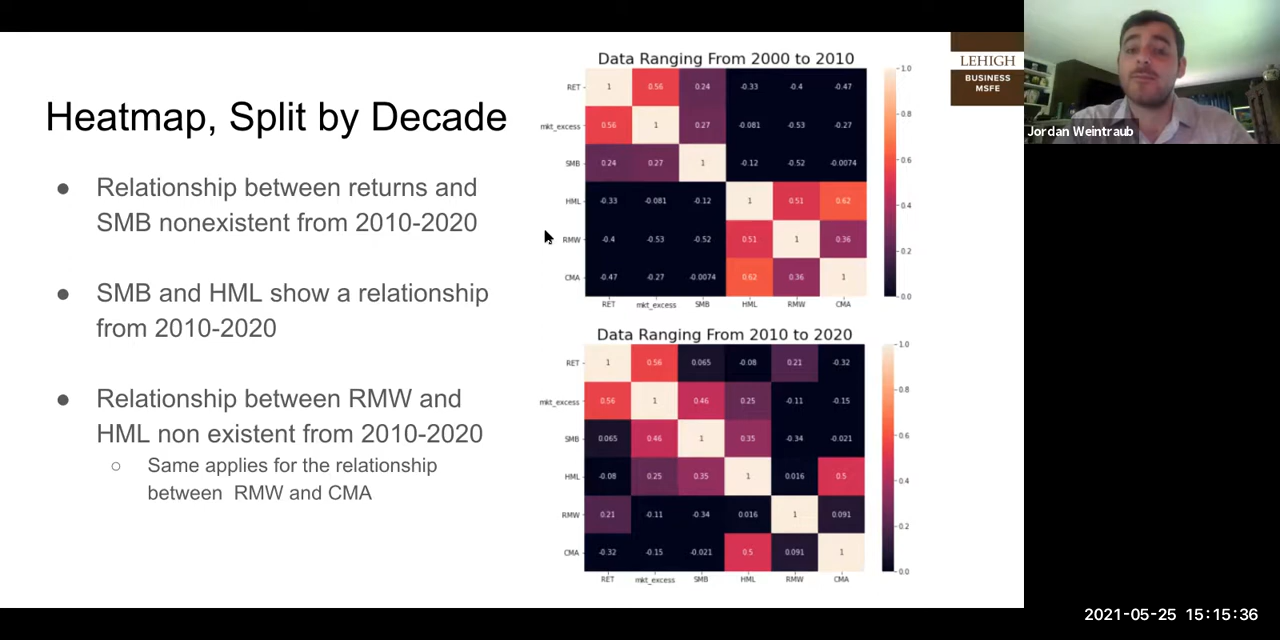 Heatmap, Split by Decade
● Relationship between returns and
SMB nonexistent from 2010-2020
● SMB and HML show a relationship
from 2010-2020
● Relationship between RMW and
HML non existent from 2010-2020
○ Same applies for the relationship
between RMW and CMA
Data Ranging From 2000 to 2010
RET 1 0.56 0.24 -0.33 -0.4 -0.47
mkt_excess 0.56 1 0.27 -0.081 -0.53 -0.27
SMB 0.24 0.27 1 -0.12 -0.52 -0.0074
HML -0.33 -0.081 -0.12 1 0.51 0.62
RMW -0.4 -0.53 -0.52 0.51 1 0.36
CMA -0.47 -0.27 -0.0074 0.62 0.36 1
RET mkt_excess SMB HML RMW CMA
1.0
0.8
0.6
0.4
0.2
0.0
Data Ranging From 2010 to 2020
RET 1 0.56 0.065 -0.08 0.21 -0.32
mkt_excess 0.56 1 0.46 0.25 -0.11 -0.15
SMB 0.065 0.46 1 0.35 -0.34 -0.021
HML -0.08 0.25 0.35 1 0.016 0.5
RMW 0.21 -0.11 -0.34 0.016 1 0.091
CMA -0.32 -0.15 -0.021 0.5 0.091 1
RET mkt_excess SMB HML RMW CMA
1.0
0.8
0.6
0.4
0.2
0.0
LEHIGH
BUSINESS
MSFE
Jordan Weintraub
2021-05-25 15:15:36